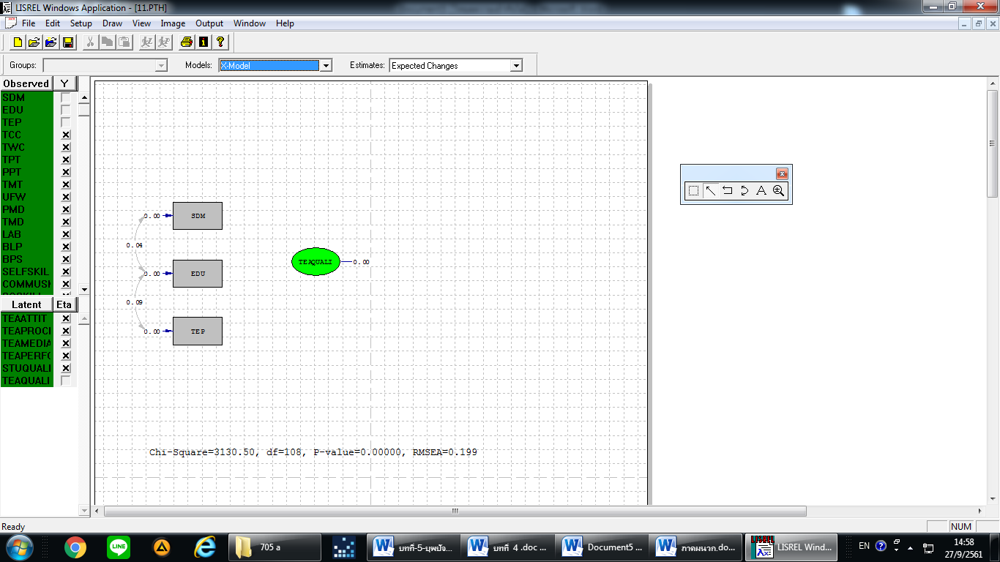 LISREL Windows Application - [11.PTH]
File Edit Setup Draw View Image Output Window Help
Groups: Models: X-Model Estimates: Expected Changes
Observed Y
SDM
EDU
TEP
TCC
TWC
TPT
PPT
TMT
UFW
PMD
TMD
LAB
BLP
BPS
SELFSKIL
COMMUSK
Latent Eta
TEAATTIT
TEAPROCE
TEAMEDIA
TEAPERFO
STUQUALI
TEAQUALI
0.00 SDM
0.04
TEAQUALI 0.00
0.00 EDU
0.09
0.00 TEP
Chi-Square=3130.50, df=108, P-value=0.00000, RMSEA=0.199
Ready NUM
705 a
บทที่-5-บุพปัจ...
บทที่ 4 .doc ...
Document5 ...
ภาคผนวก.do...
LISREL Wind...
LINE
EN
14:58
27/9/2561